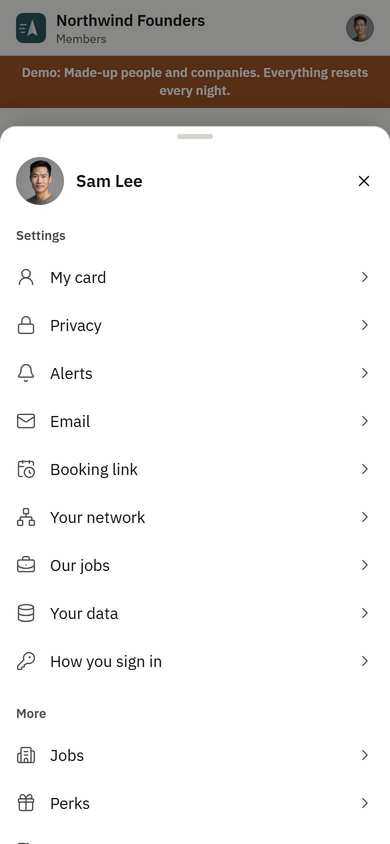 Northwind Founders
Members
Demo: Made-up people and companies. Everything resets
every night.
Sam Lee
Settings
My card
Privacy
Alerts
Email
Booking link
Your network
Our jobs
Your data
How you sign in
More
Jobs
Perks